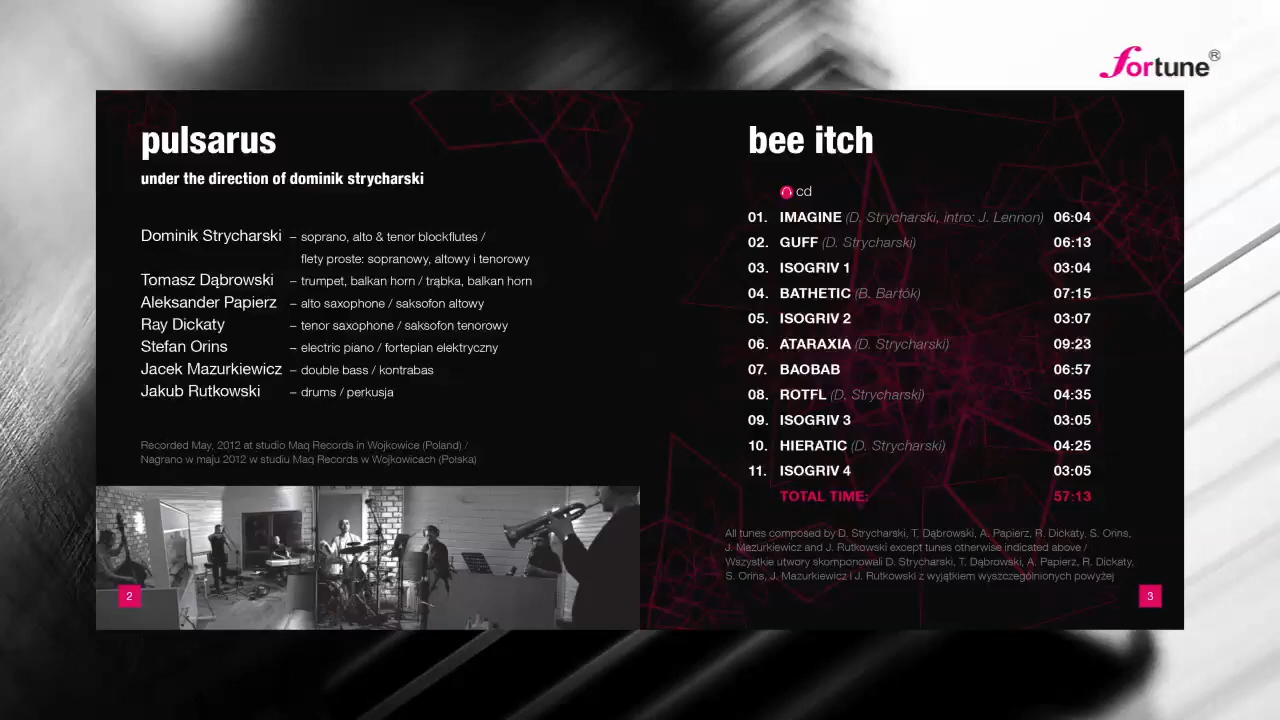 fortune®
pulsarus
under the direction of dominik strycharski
Dominik Strycharski – soprano, alto & tenor blockflutes /
flety proste: sopranowy, altowy i tenorowy
Tomasz Dąbrowski – trumpet, balkan horn / trąbka, balkan horn
Aleksander Papierz – alto saxophone / saksofon altowy
Ray Dickaty – tenor saxophone / saksofon tenorowy
Stefan Orins – electric piano / fortepian elektryczny
Jacek Mazurkiewicz – double bass / kontrabas
Jakub Rutkowski – drums / perkusja
Recorded May, 2012 at studio Maq Records in Wojkowice (Poland) /
Nagrano w maju 2012 w studiu Maq Records w Wojkowicach (Polska)
2
bee itch
cd
01. IMAGINE (D. Strycharski, intro: J. Lennon) 06:04
02. GUFF (D. Strycharski) 06:13
03. ISOGRIV 1 03:04
04. BATHETIC (B. Bartók) 07:15
05. ISOGRIV 2 03:07
06. ATARAXIA (D. Strycharski) 09:23
07. BAOBAB 06:57
08. ROTFL (D. Strycharski) 04:35
09. ISOGRIV 3 03:05
10. HIERATIC (D. Strycharski) 04:25
11. ISOGRIV 4 03:05
TOTAL TIME: 57:13
All tunes composed by D. Strycharski, T. Dąbrowski, A. Papierz, R. Dickaty, S. Orins,
J. Mazurkiewicz and J. Rutkowski except tunes otherwise indicated above /
Wszystkie utwory skomponowali D. Strycharski, T. Dąbrowski, A. Papierz, R. Dickaty,
S. Orins, J. Mazurkiewicz i J. Rutkowski z wyjątkiem wyszczególnionych powyżej
3